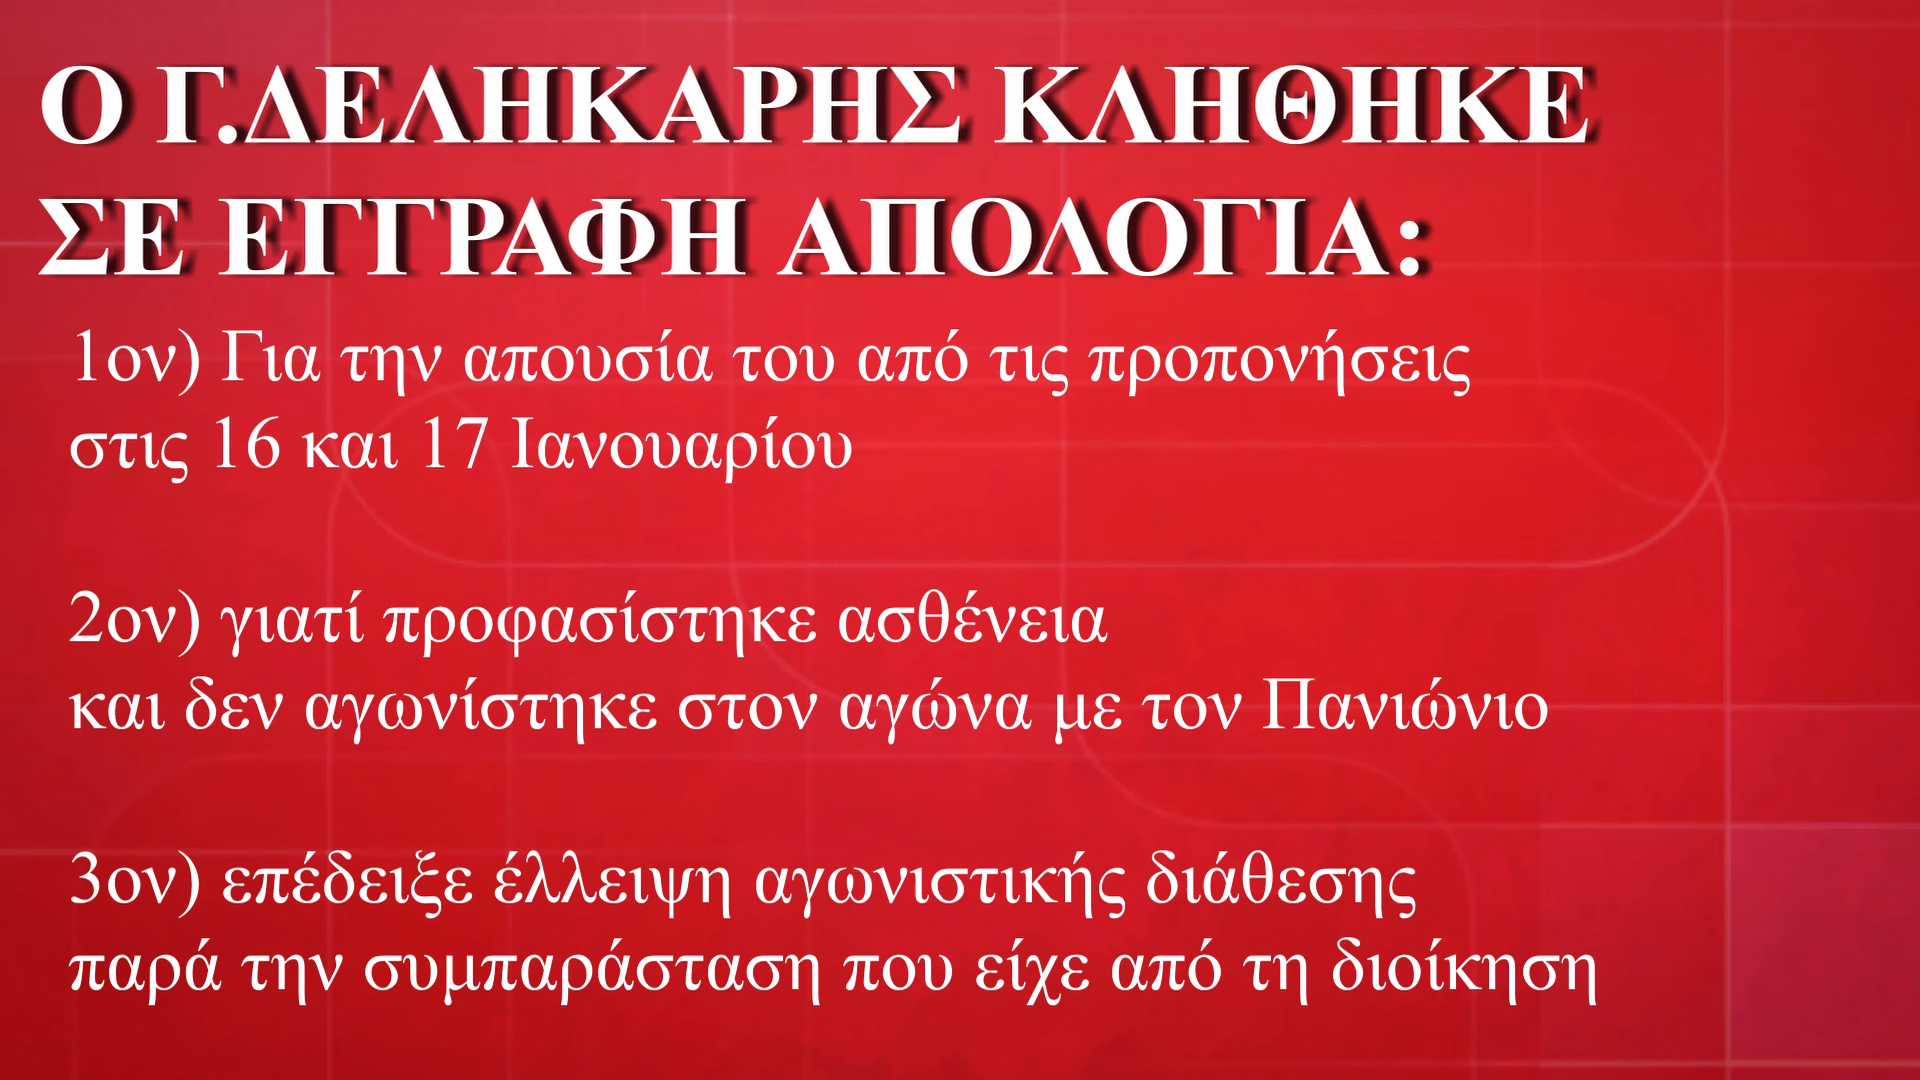 Ο Γ.ΔΕΛΗΚΑΡΗΣ ΚΛΗΘΗΚΕ
ΣΕ ΕΓΓΡΑΦΗ ΑΠΟΛΟΓΙΑ:
1ον) Για την απουσία του από τις προπονήσεις
στις 16 και 17 Ιανουαρίου
2ον) γιατί προφασίστηκε ασθένεια
και δεν αγωνίστηκε στον αγώνα με τον Πανιώνιο
3ον) επέδειξε έλλειψη αγωνιστικής διάθεσης
παρά την συμπαράσταση που είχε από τη διοίκηση